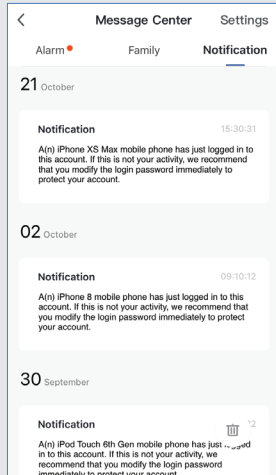 Message Center Settings
Alarm Family Notification
21 October
Notification 15:30:31
A(n) iPhone XS Max mobile phone has just logged in to
this account. If this is not your activity, we recommend
that you modify the login password immediately to
protect your account.
02 October
Notification 09:10:12
A(n) iPhone 8 mobile phone has just logged in to this
account. If this is not your activity, we recommend that
you modify the login password immediately to protect
your account.
30 September
Notification
A(n) iPod Touch 6th Gen mobile phone has just
in to this account. If this is not your activity, we
recommend that you modify the login password
immediately to protect your account